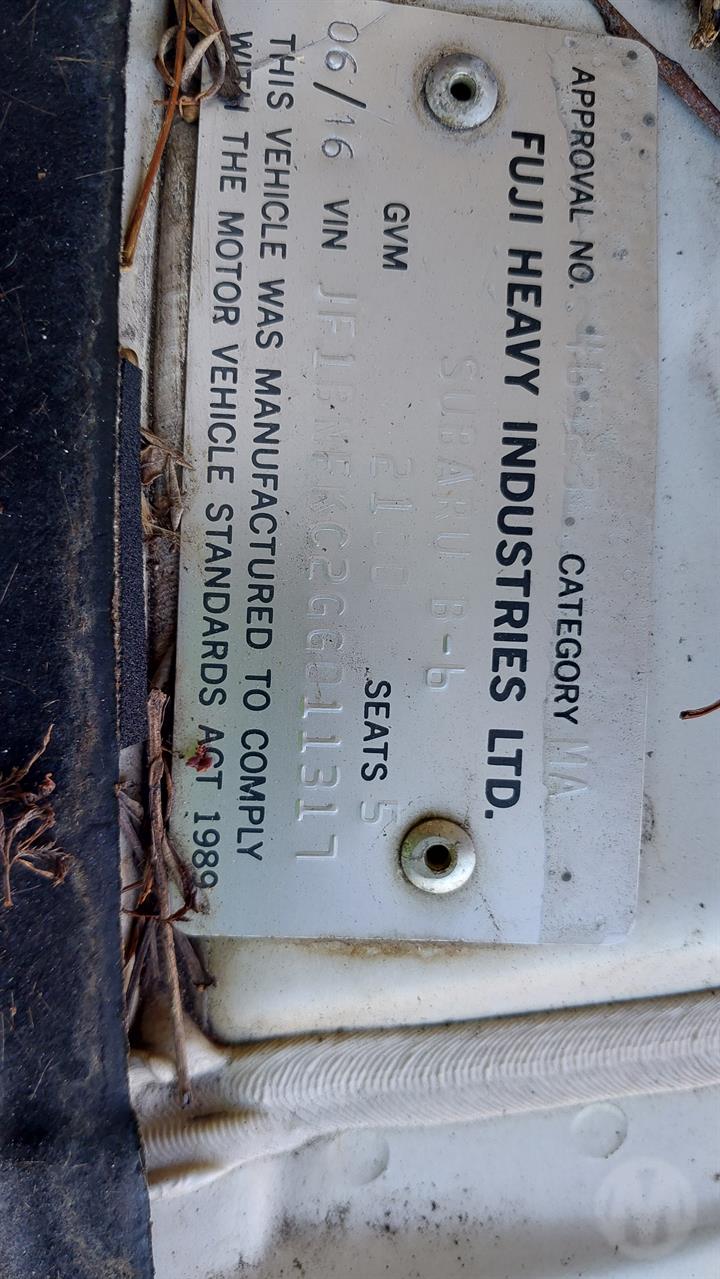 APPROVAL NO. CATEGORY MA
FUJI HEAVY INDUSTRIES LTD.
SUBARU B-6
GVM SEATS 5
06/16 VIN
THIS VEHICLE WAS MANUFACTURED TO COMPLY
WITH THE MOTOR VEHICLE STANDARDS ACT 1989